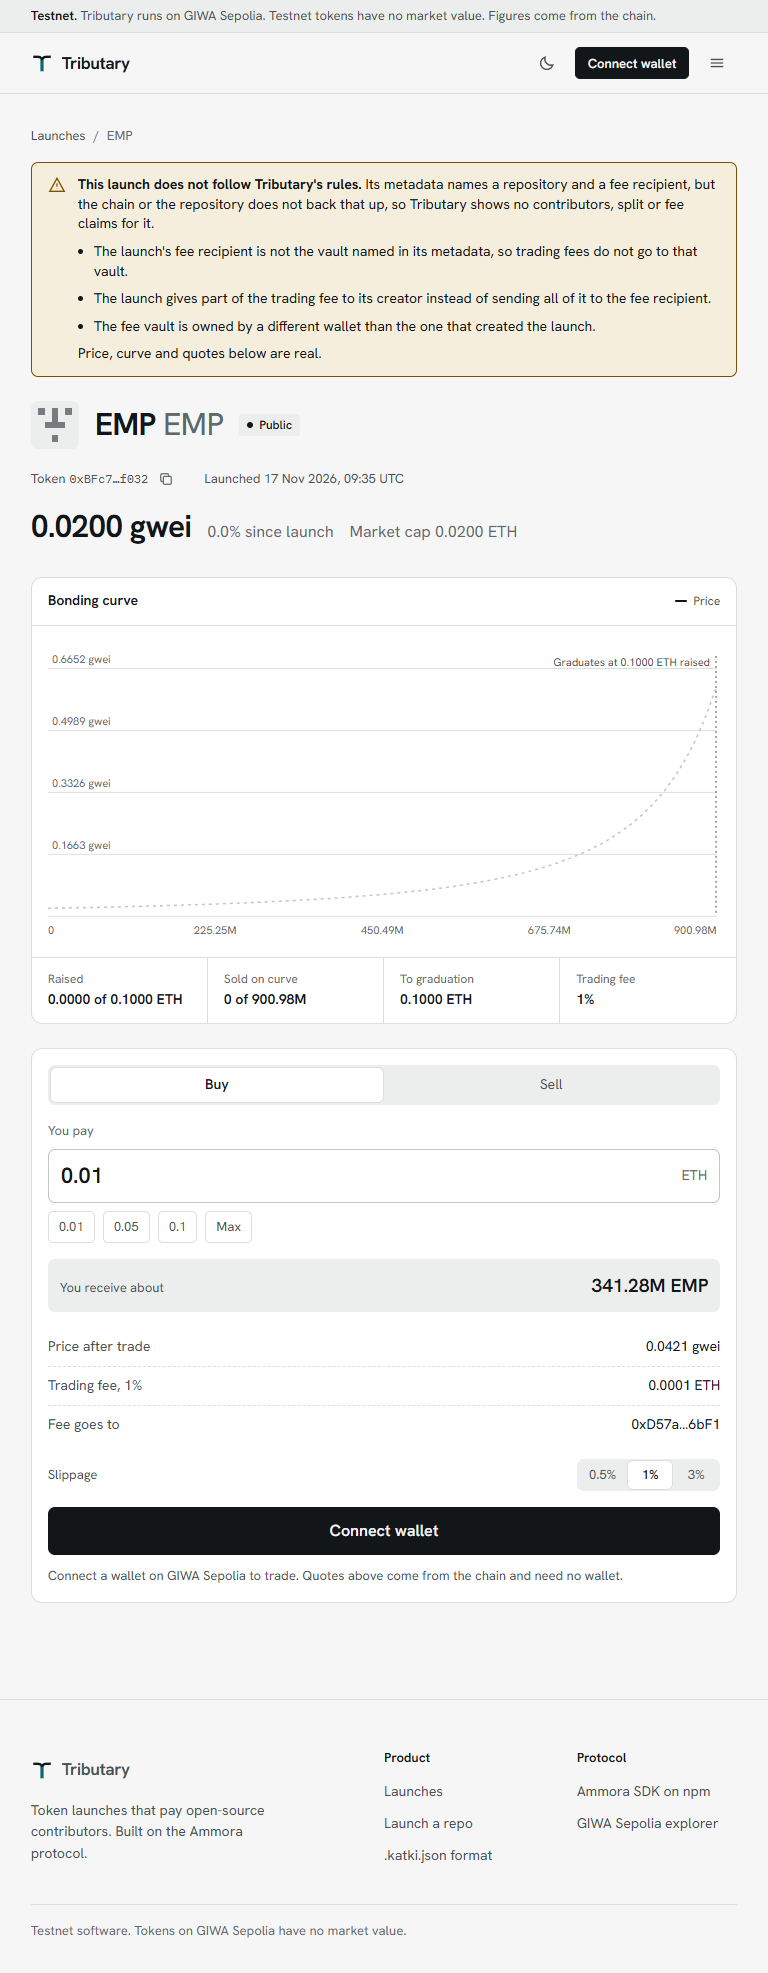 Testnet. Tributary runs on GIWA Sepolia. Testnet tokens have no market value. Figures come from the chain.
Tributary
Connect wallet
Launches / EMP
This launch does not follow Tributary's rules. Its metadata names a repository and a fee recipient, but
the chain or the repository does not back that up, so Tributary shows no contributors, split or fee
claims for it.
• The launch's fee recipient is not the vault named in its metadata, so trading fees do not go to that
vault.
• The launch gives part of the trading fee to its creator instead of sending all of it to the fee recipient.
• The fee vault is owned by a different wallet than the one that created the launch.
Price, curve and quotes below are real.
EMP EMP
Public
Token 0xBFc7…f032
Launched 17 Nov 2026, 09:35 UTC
0.0200 gwei
0.0% since launch
Market cap 0.0200 ETH
Bonding curve
Price
0.6652 gwei
Graduates at 0.1000 ETH raised
0.4989 gwei
0.3326 gwei
0.1663 gwei
0
225.25M
450.49M
675.74M
900.98M
Raised
0.0000 of 0.1000 ETH
Sold on curve
0 of 900.98M
To graduation
0.1000 ETH
Trading fee
1%
Buy
Sell
You pay
0.01
ETH
0.01
0.05
0.1
Max
You receive about
341.28M EMP
Price after trade
0.0421 gwei
Trading fee, 1%
0.0001 ETH
Fee goes to
0xD57a…6bF1
Slippage
0.5%
1%
3%
Connect wallet
Connect a wallet on GIWA Sepolia to trade. Quotes above come from the chain and need no wallet.
Tributary
Token launches that pay open-source
contributors. Built on the Ammora
protocol.
Product
Launches
Launch a repo
.katki.json format
Protocol
Ammora SDK on npm
GIWA Sepolia explorer
Testnet software. Tokens on GIWA Sepolia have no market value.